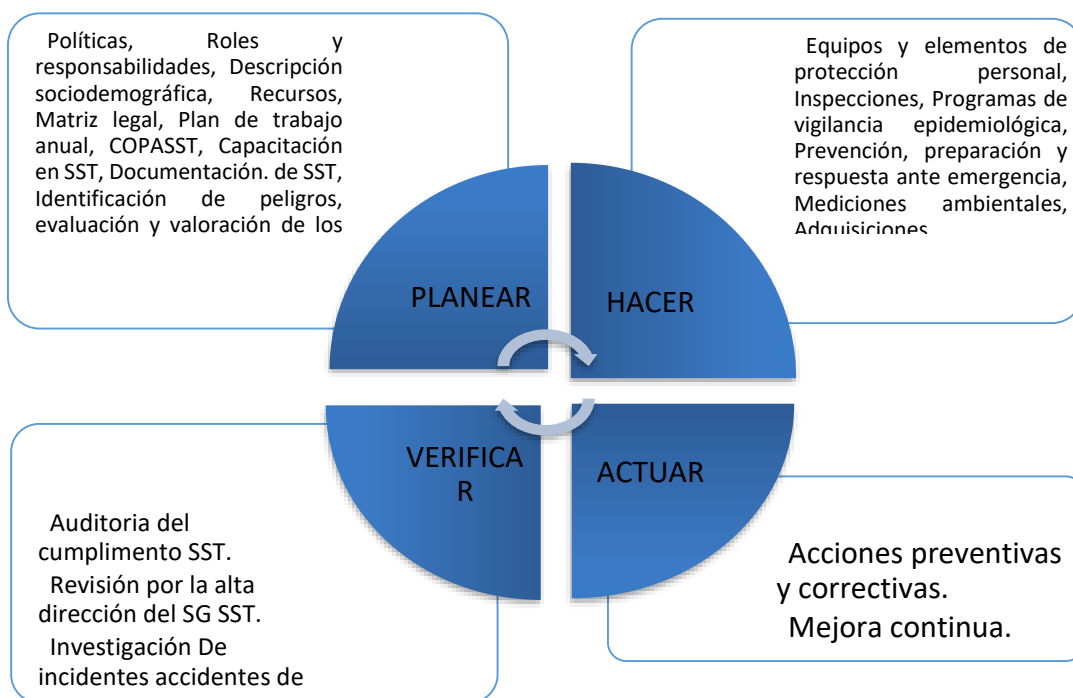 Políticas, Roles y
responsabilidades, Descripción
sociodemográfica, Recursos,
Matriz legal, Plan de trabajo
anual, COPASST, Capacitación
en SST, Documentación. de SST,
Identificación de peligros,
evaluación y valoración de los
Equipos y elementos de
protección personal,
Inspecciones, Programas de
vigilancia epidemiológica,
Prevención, preparación y
respuesta ante emergencia,
Mediciones ambientales,
Adquisiciones
PLANEAR
HACER
VERIFICA
R
ACTUAR
Auditoria del
cumplimento SST.
Revisión por la alta
dirección del SG SST.
Investigación De
incidentes accidentes de
Acciones preventivas
y correctivas.
Mejora continua.